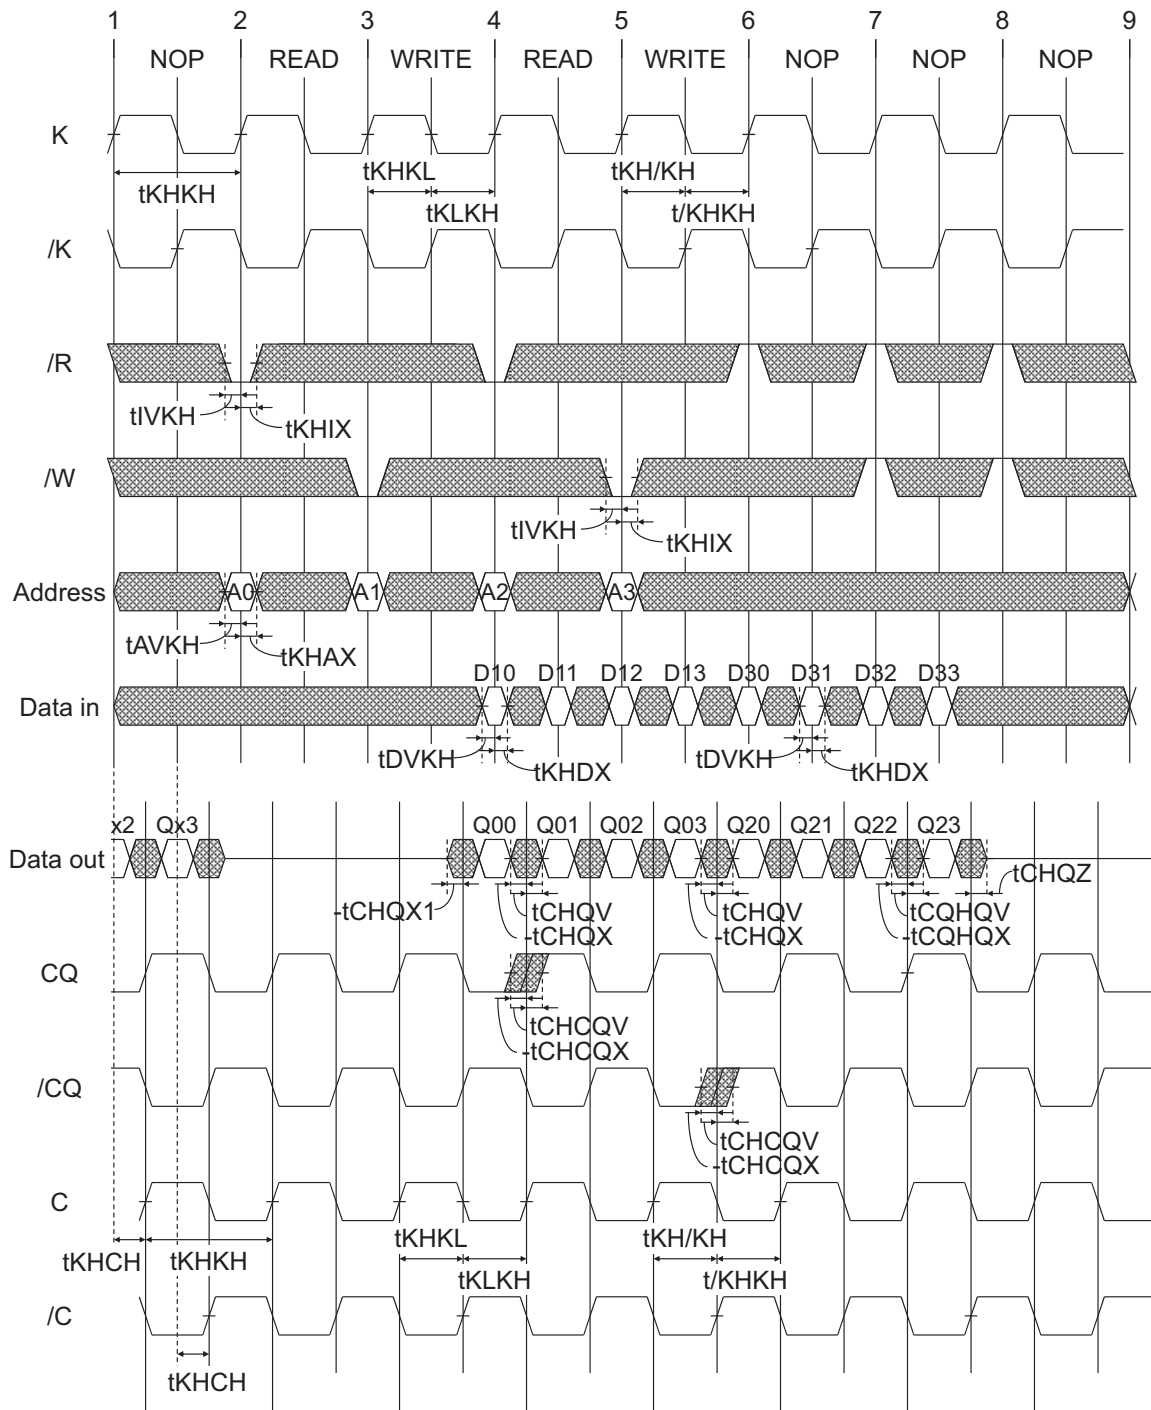 1 2 3 4 5 6 7 8 9
NOP READ WRITE READ WRITE NOP NOP NOP
K
tKHKH tKHKL tKH/KH
tKLKH t/KHKH
/K
/R
tIVKH tKHIX
/W
tIVKH tKHIX
Address A0 A1 A2 A3
tAVKH tKHAX
D10 D11 D12 D13 D30 D31 D32 D33
Data in
tDVKH tKHDX tDVKH tKHDX
x2 Qx3 Q00 Q01 Q02 Q03 Q20 Q21 Q22 Q23
Data out
tCHQZ
-tCHQX1 tCHQV tCHQV tCQHQV
-tCHQX -tCHQX -tCQHQX
CQ
tCHCQV
-tCHCQX
/CQ
tCHCQV
-tCHCQX
C
tKHCH tKHKH tKHKL tKH/KH
tKLKH t/KHKH
/C
tKHCH